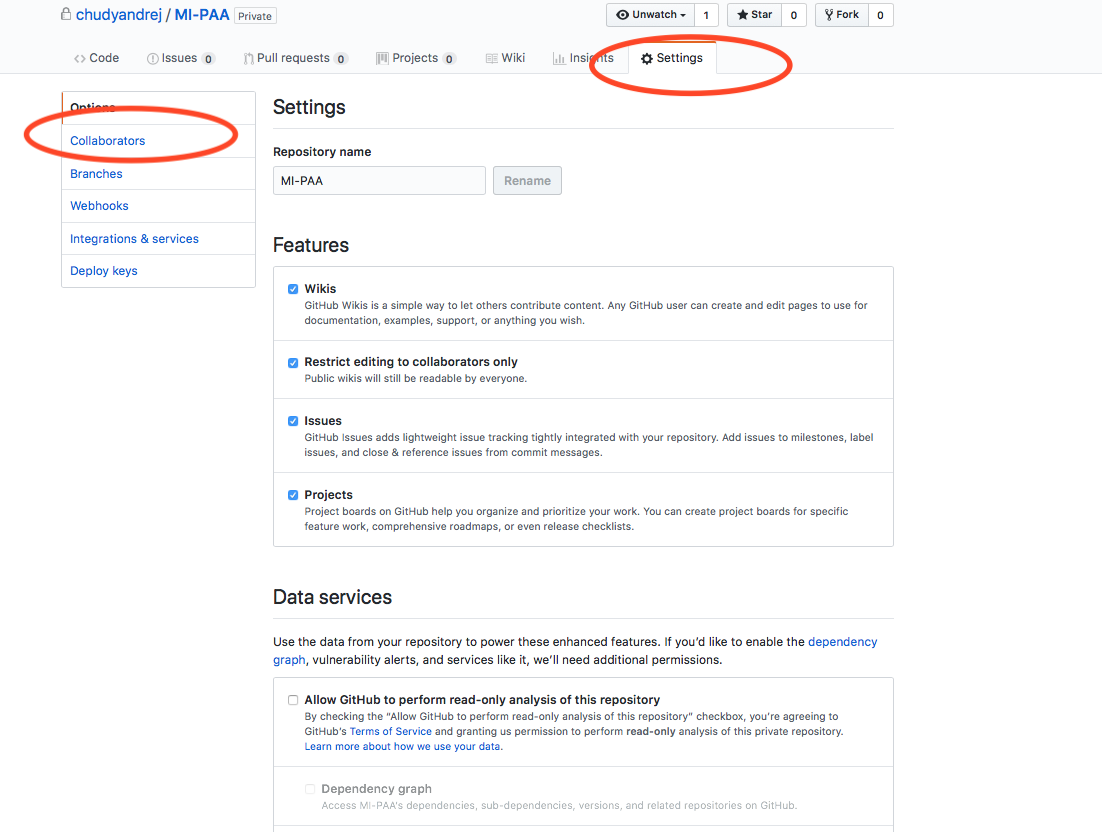 chudyandrej / MI-PAA Private
Unwatch 1 Star 0 Fork 0
Code Issues 0 Pull requests 0 Projects 0 Wiki Insights Settings
Options
Collaborators
Branches
Webhooks
Integrations & services
Deploy keys
Settings
Repository name
MI-PAA Rename
Features
Wikis
GitHub Wikis is a simple way to let others contribute content. Any GitHub user can create and edit pages to use for
documentation, examples, support, or anything you wish.
Restrict editing to collaborators only
Public wikis will still be readable by everyone.
Issues
GitHub Issues adds lightweight issue tracking tightly integrated with your repository. Add issues to milestones, label
issues, and close & reference issues from commit messages.
Projects
Project boards on GitHub help you organize and prioritize your work. You can create project boards for specific
feature work, comprehensive roadmaps, or even release checklists.
Data services
Use the data from your repository to power these enhanced features. If you’d like to enable the dependency
graph, vulnerability alerts, and services like it, we’ll need additional permissions.
Allow GitHub to perform read-only analysis of this repository
By checking the "Allow GitHub to perform read-only analysis of this repository" checkbox, you’re agreeing to
GitHub's Terms of Service and granting us permission to perform read-only analysis of this private repository.
Learn more about how we use your data.
Dependency graph
Access MI-PAA's dependencies, sub-dependencies, versions, and related repositories on GitHub.